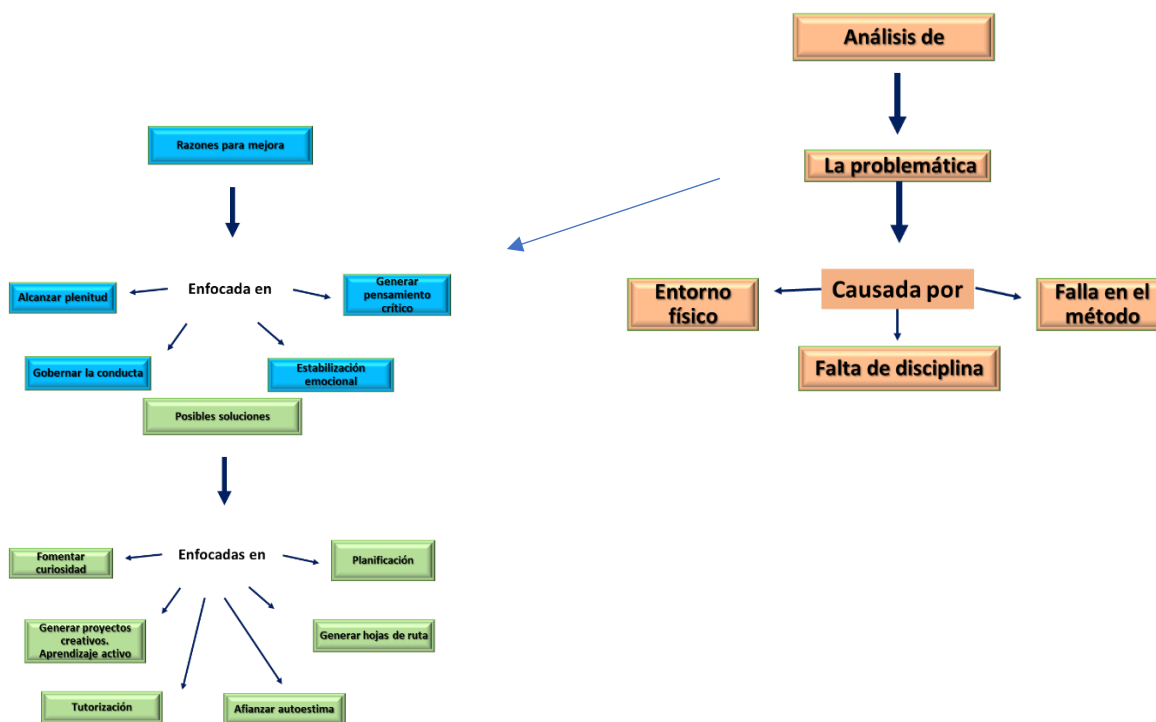 Análisis de
La problemática
Causada por
Entorno
físico
Falla en el
método
Falta de disciplina
Razones para mejora
Enfocada en
Alcanzar plenitud
Generar
pensamiento
crítico
Gobernar la conducta
Estabilización
emocional
Posibles soluciones
Enfocadas en
Fomentar
curiosidad
Planificación
Generar proyectos
creativos.
Aprendizaje activo
Generar hojas de ruta
Tutorización
Afianzar autoestima